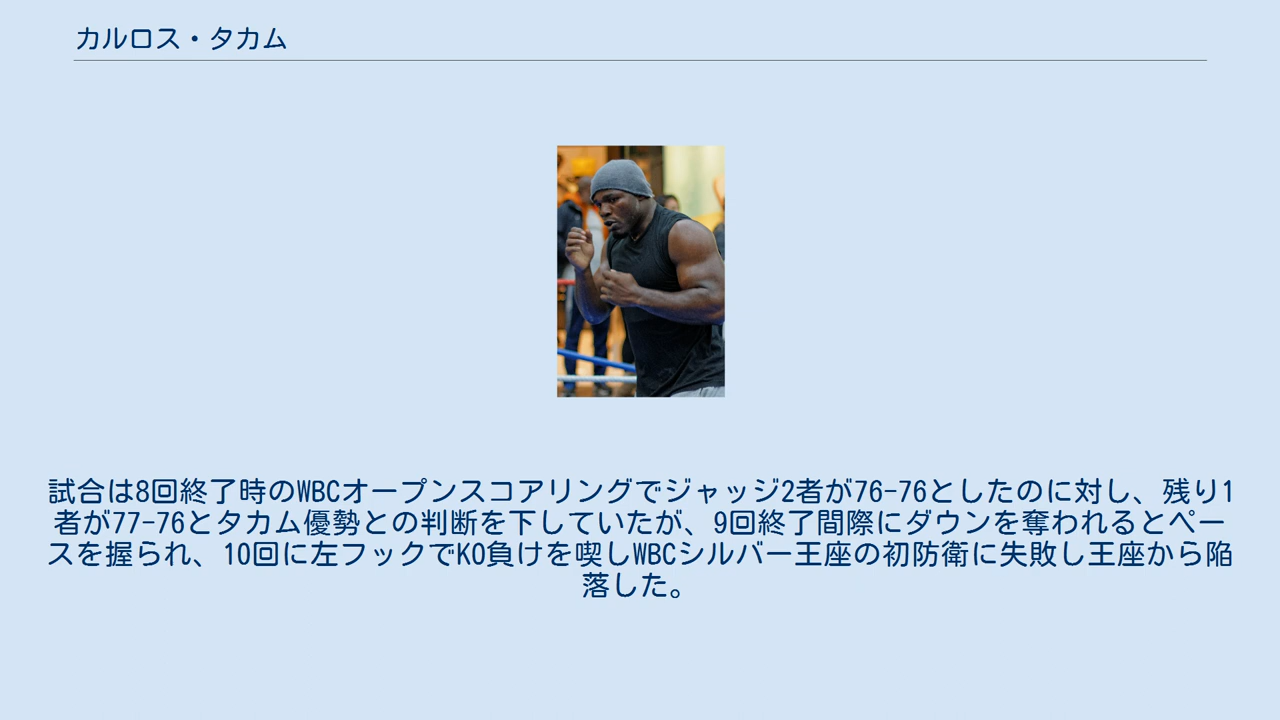 カルロス・タカム
試合は8回終了時のWBCオープンスコアリングでジャッジ2者が76-76としたのに対し、残り1
者が77-76とタカム優勢との判断を下していたが、9回終了間際にダウンを奪われるとペー
スを握られ、10回に左フックでKO負けを喫しWBCシルバー王座の初防衛に失敗し王座から陥
落した。